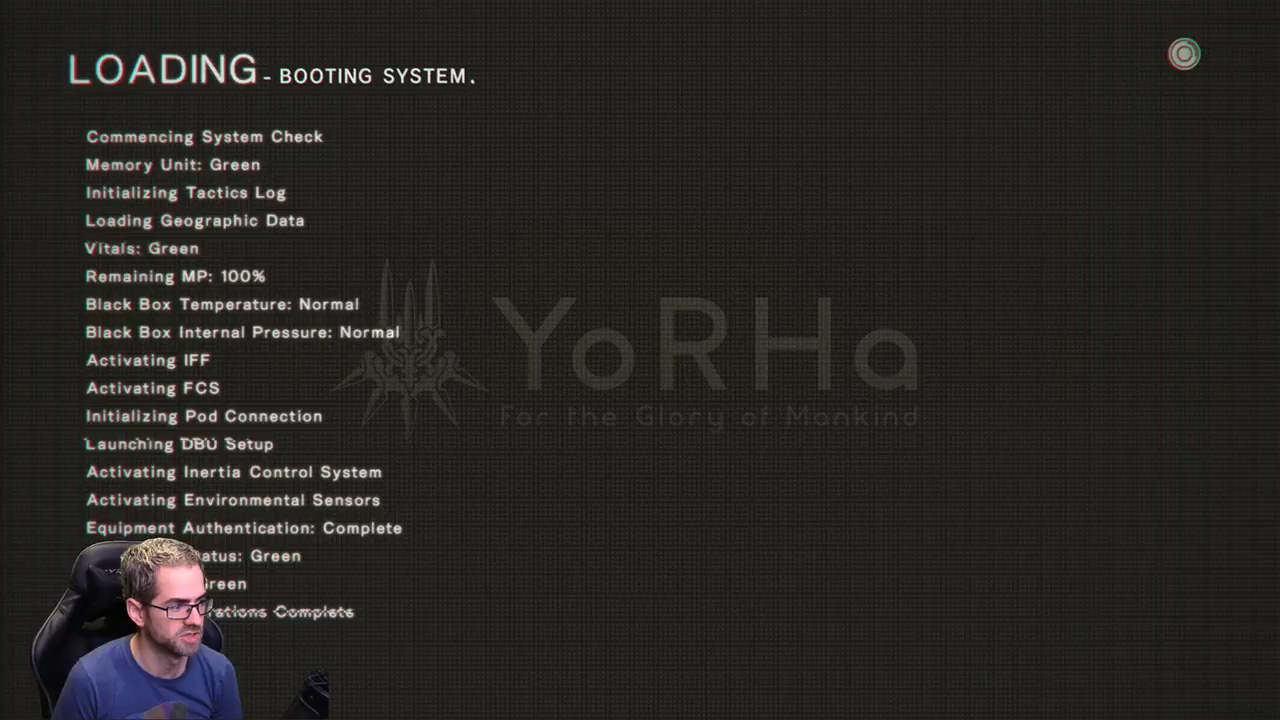 LOADING - BOOTING SYSTEM.
Commencing System Check
Memory Unit: Green
Initializing Tactics Log
Loading Geographic Data
Vitals: Green
Remaining MP: 100%
Black Box Temperature: Normal
Black Box Internal Pressure: Normal
Activating IFF
Activating FCS
Initializing Pod Connection
Launching DBU Setup
Activating Inertia Control System
Activating Environmental Sensors
Equipment Authentication: Complete
Green
Green
Complete
YoRHa
For the Glory of Mankind